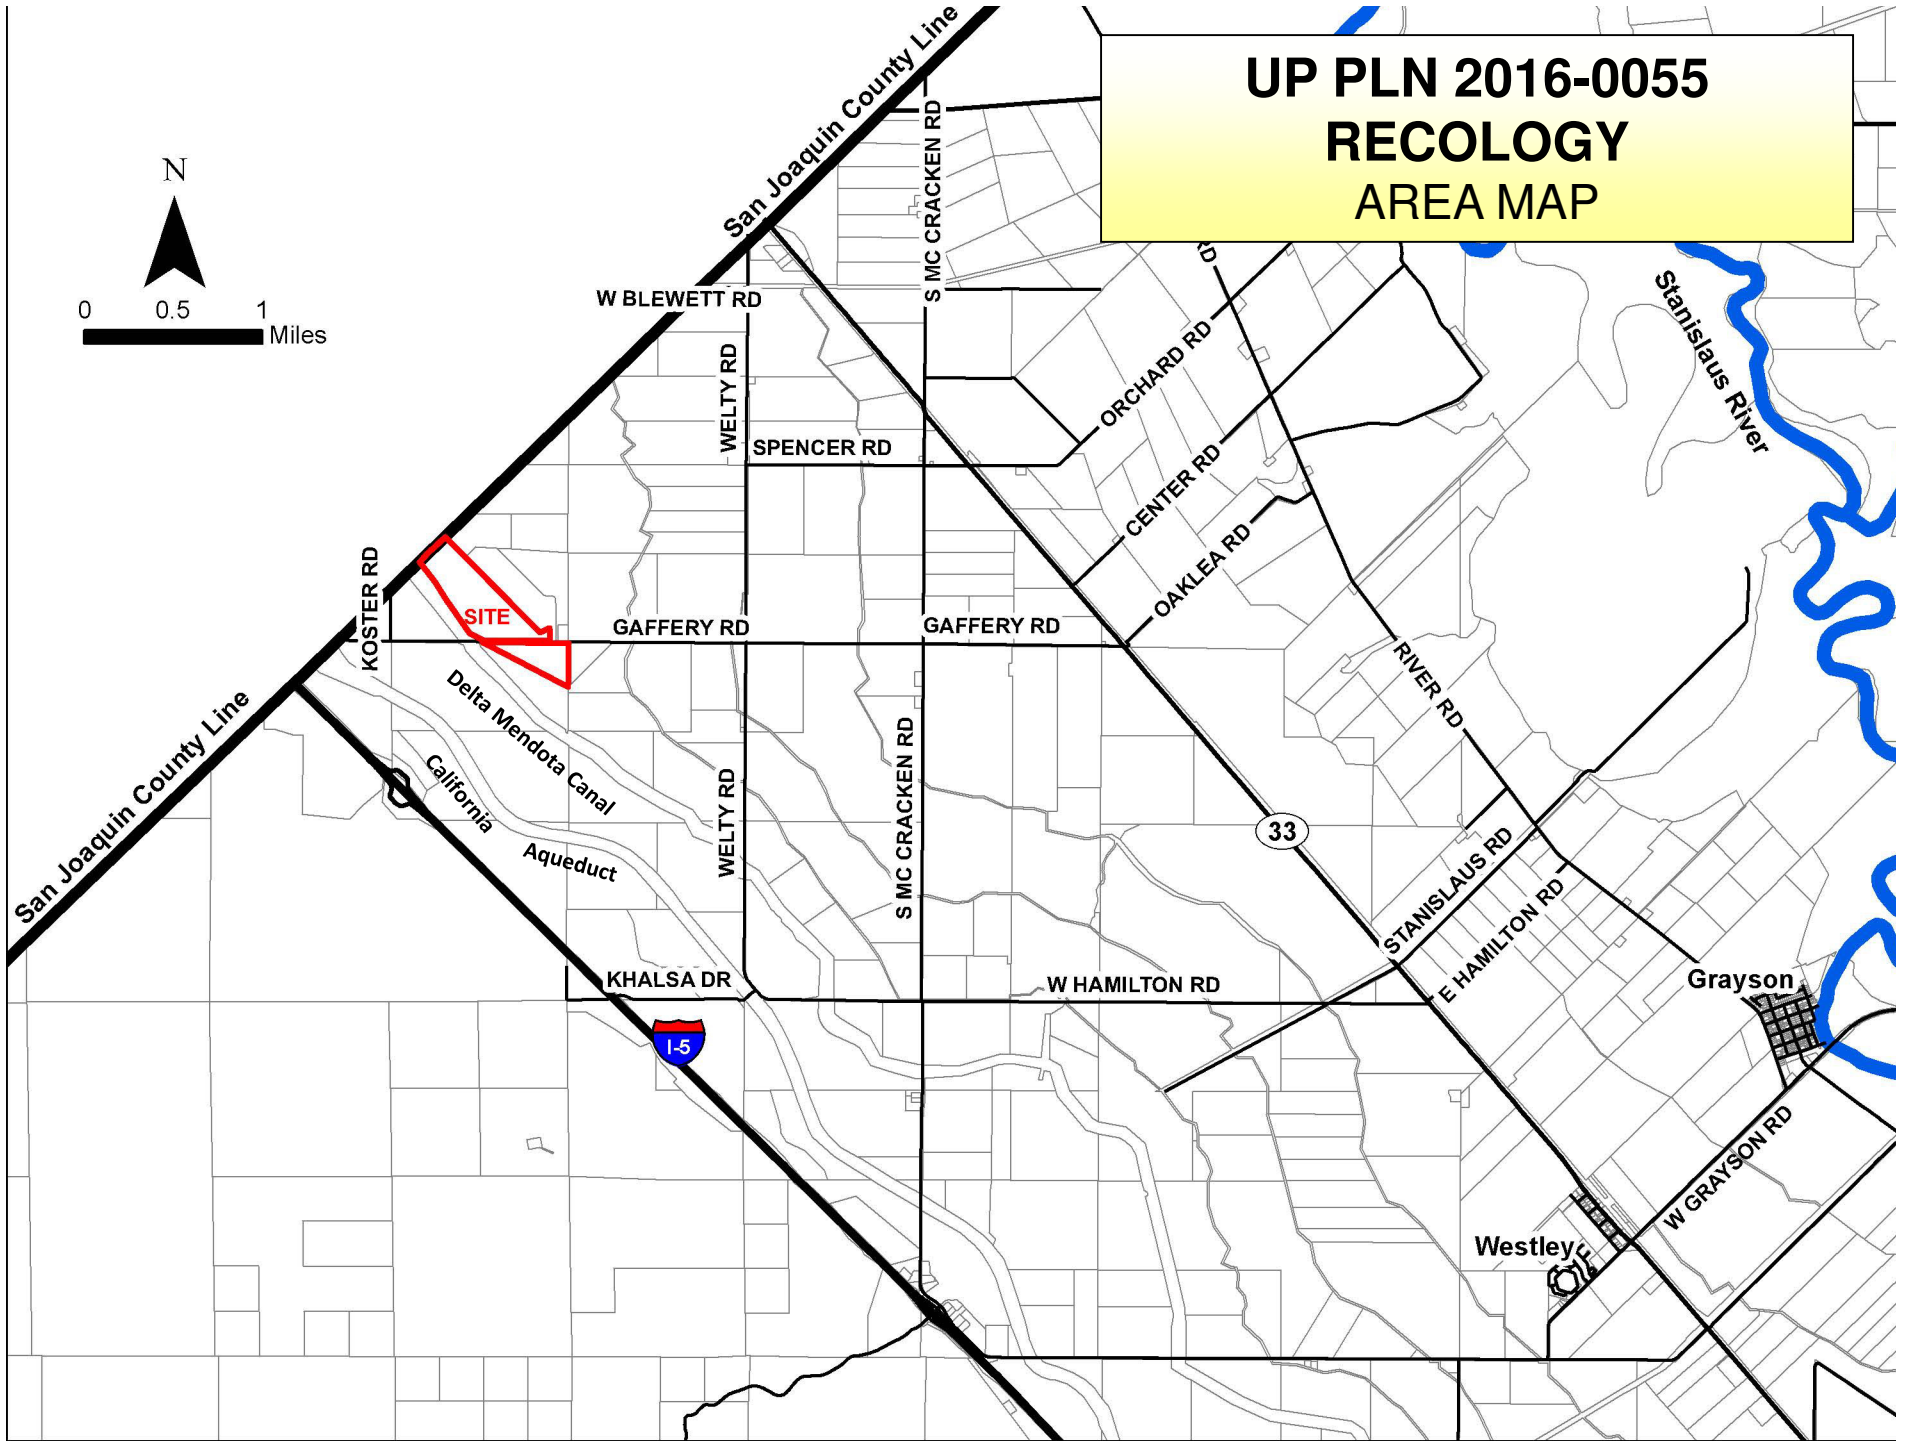 UP PLN 2016-0055
RECOLOGY
AREA MAP
N
0 0.5 1
Miles
San Joaquin County Line
S MC CRACKEN RD
W BLEWETT RD
RD
Stanislaus River
WELTY RD
ORCHARD RD
SPENCER RD
CENTER RD
OAKLEA RD
KOSTER RD
SITE
GAFFERY RD
GAFFERY RD
RIVER RD
San Joaquin County Line
Delta Mendota Canal
California
Aqueduct
WELTY RD
S MC CRACKEN RD
33
STANISLAUS RD
E HAMILTON RD
KHALSA DR
W HAMILTON RD
Grayson
I-5
W GRAYSON RD
Westley